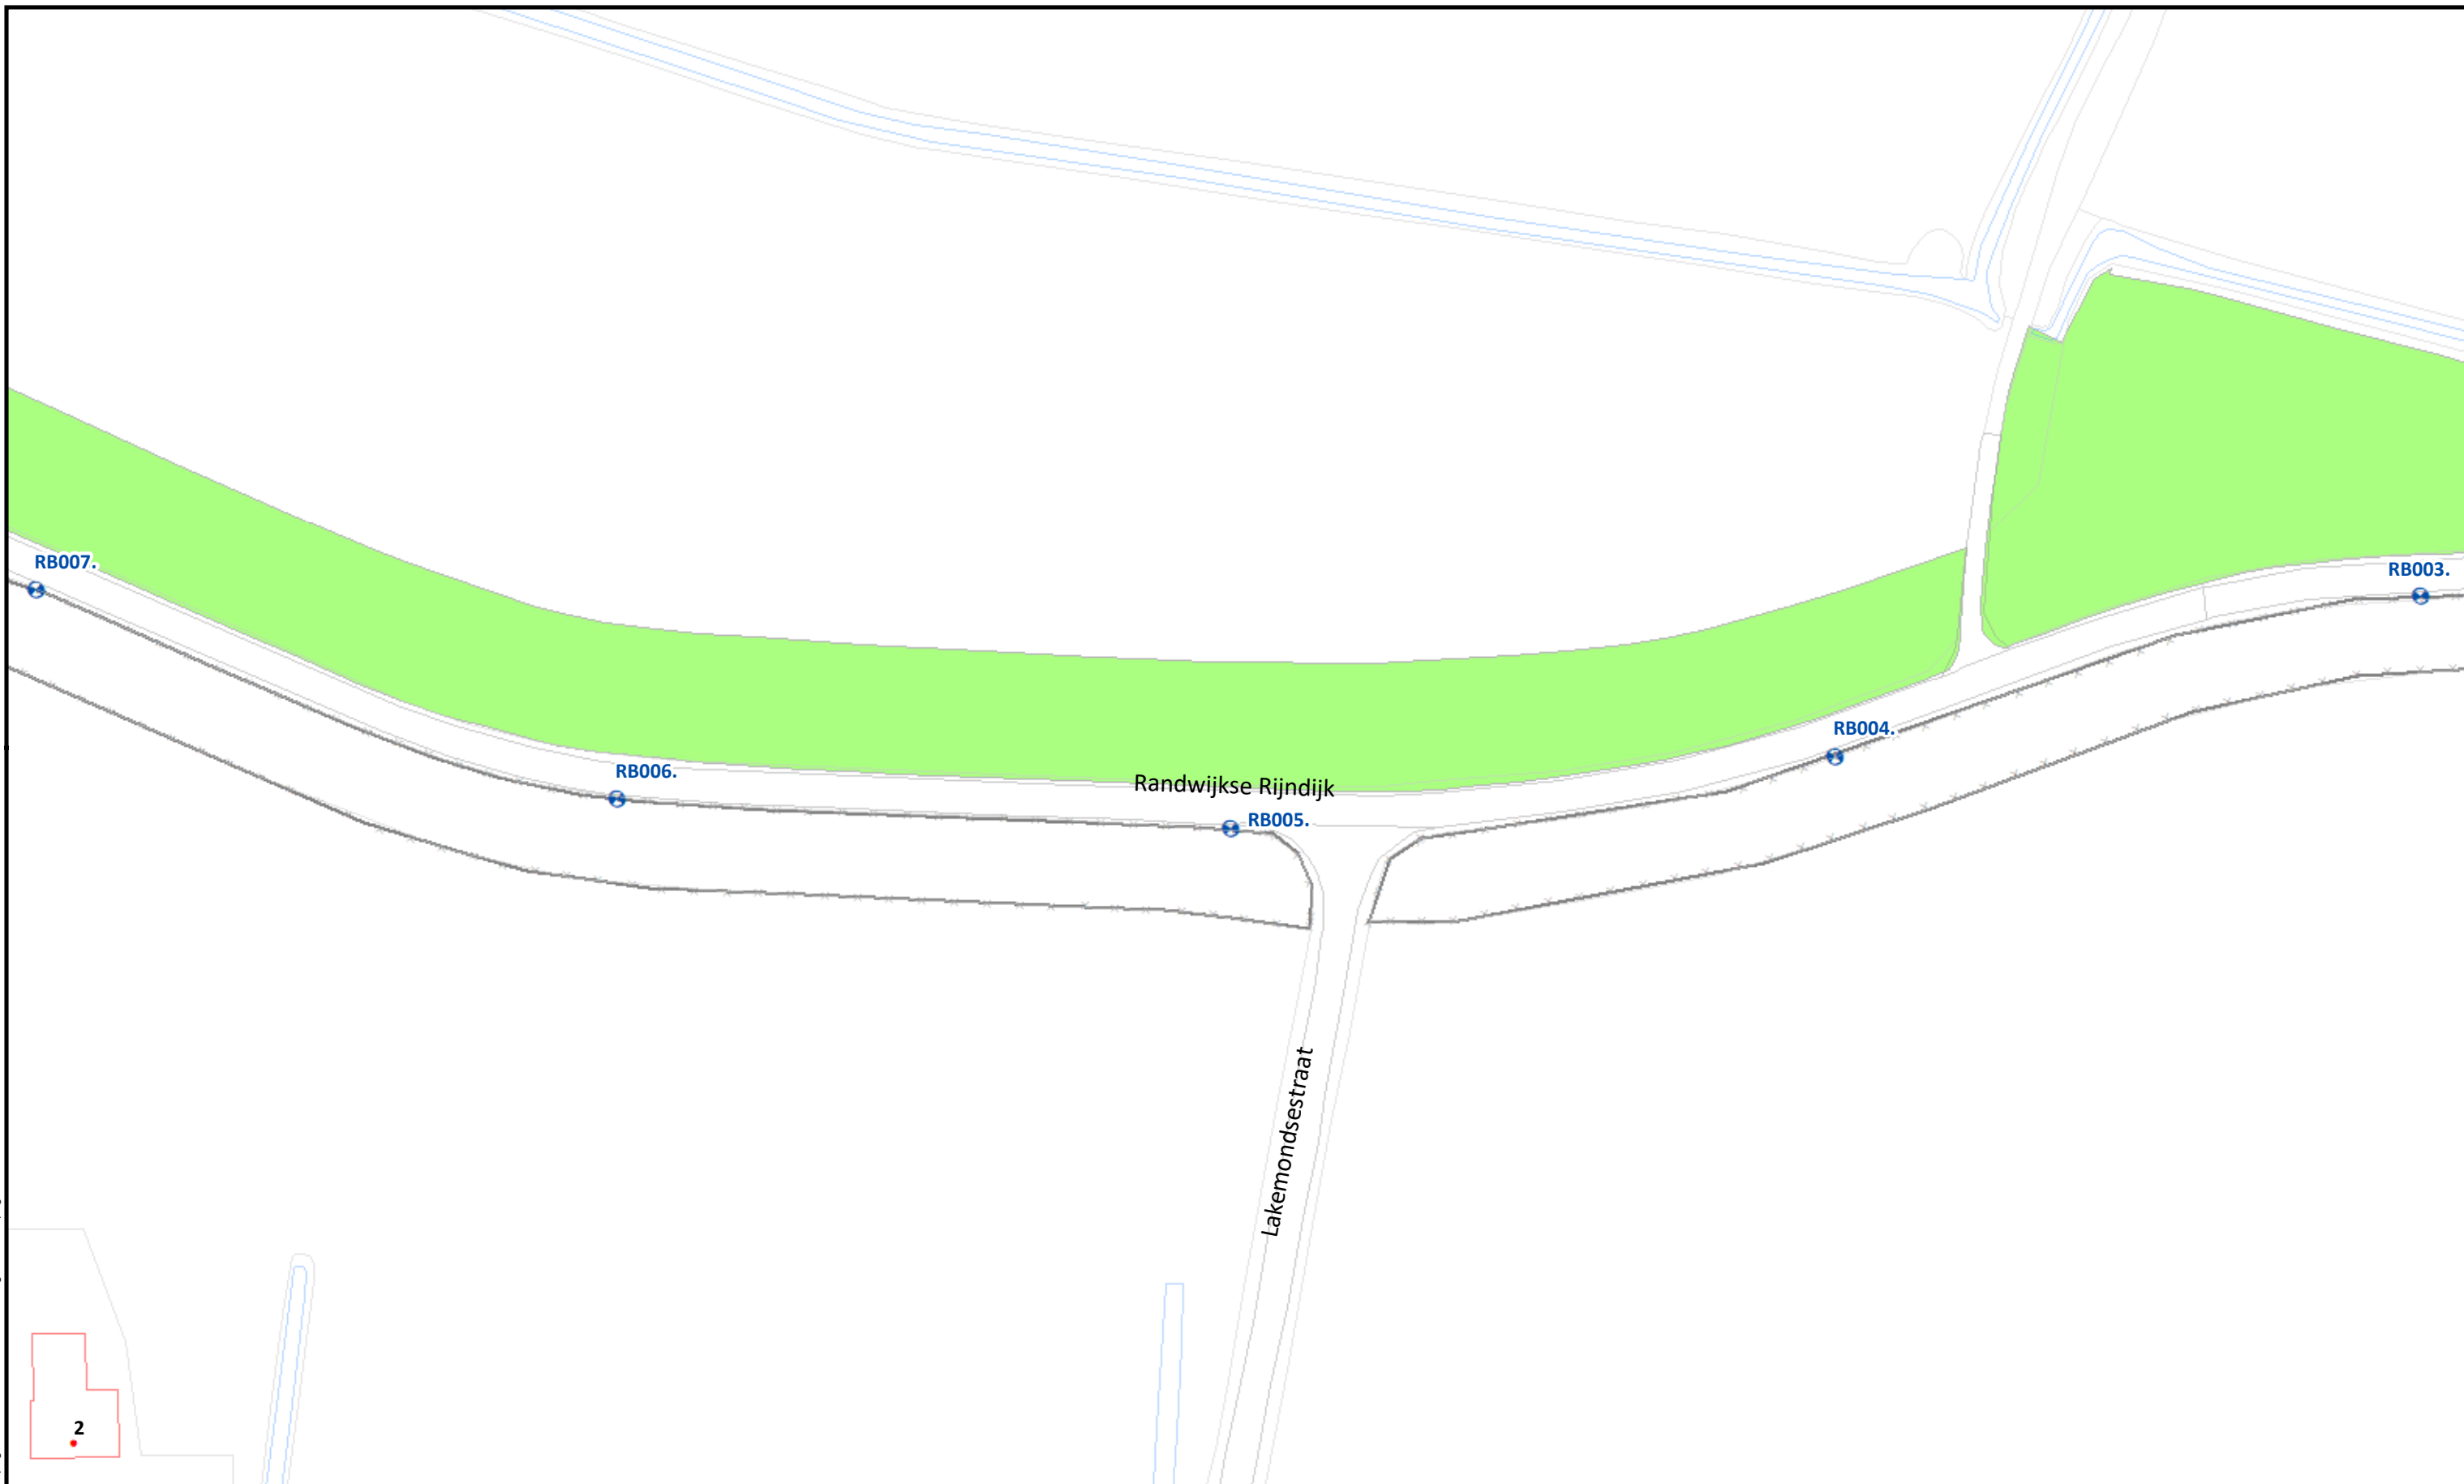 RB007.
RB003.
RB004.
RB006.
Randwijkse Rijndijk
RB005.
Lakemondsestraat
2